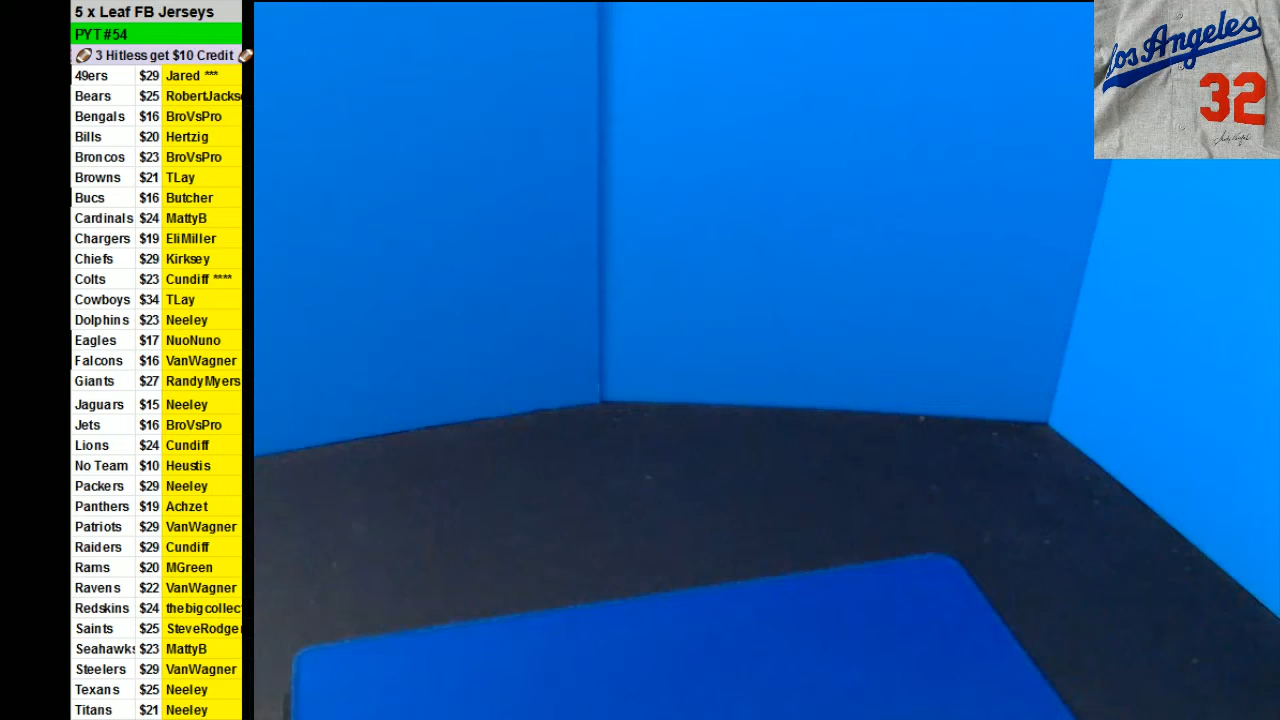 5 x Leaf FB Jerseys
PYT #54
3 Hitless get $10 Credit
49ers $29 Jared ***
Bears $25 RobertJacks
Bengals $16 BroVsPro
Bills $20 Hertzig
Broncos $23 BroVsPro
Browns $21 TLay
Bucs $16 Butcher
Cardinals $24 MattyB
Chargers $19 EliMiller
Chiefs $29 Kirksey
Colts $23 Cundiff ****
Cowboys $34 TLay
Dolphins $23 Neeley
Eagles $17 NuoNuno
Falcons $16 VanWagner
Giants $27 RandyMyers
Jaguars $15 Neeley
Jets $16 BroVsPro
Lions $24 Cundiff
No Team $10 Heustis
Packers $29 Neeley
Panthers $19 Achzet
Patriots $29 VanWagner
Raiders $29 Cundiff
Rams $20 MGreen
Ravens $22 VanWagner
Redskins $24 thebigcollec
Saints $25 SteveRodge
Seahawks $23 MattyB
Steelers $29 VanWagner
Texans $25 Neeley
Titans $21 Neeley
Los Angeles
32